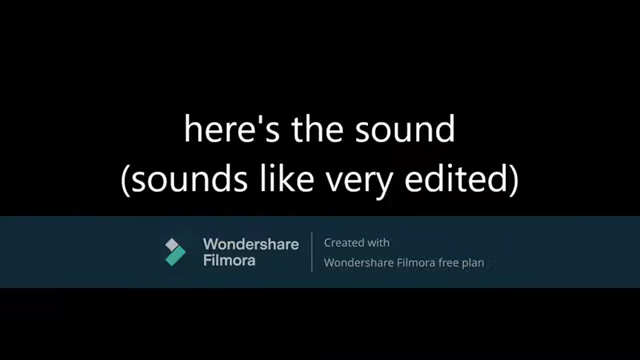 here's the sound
(sounds like very edited)
Wondershare
Filmora
Created with
Wondershare Filmora free plan